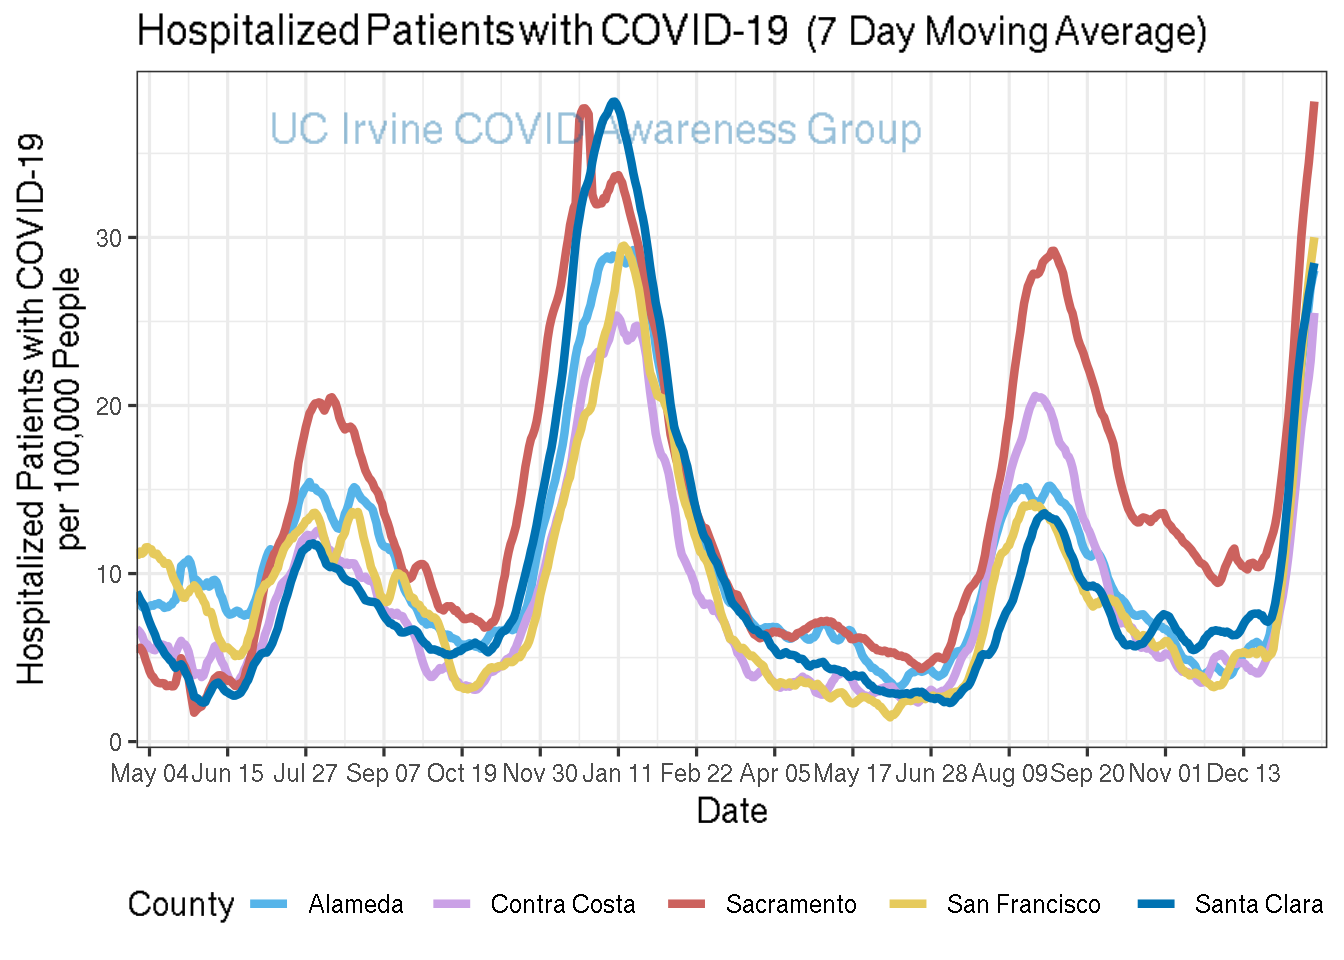 Hospitalized Patients with COVID-19 (7 Day Moving Average)
UC Irvine COVID Awareness Group
Hospitalized Patients with COVID-19
per 100,000 People
30
20
10
0
May 04 Jun 15 Jul 27 Sep 07 Oct 19 Nov 30 Jan 11 Feb 22 Apr 05 May 17 Jun 28 Aug 09 Sep 20 Nov 01 Dec 13
Date
County Alameda Contra Costa Sacramento San Francisco Santa Clara